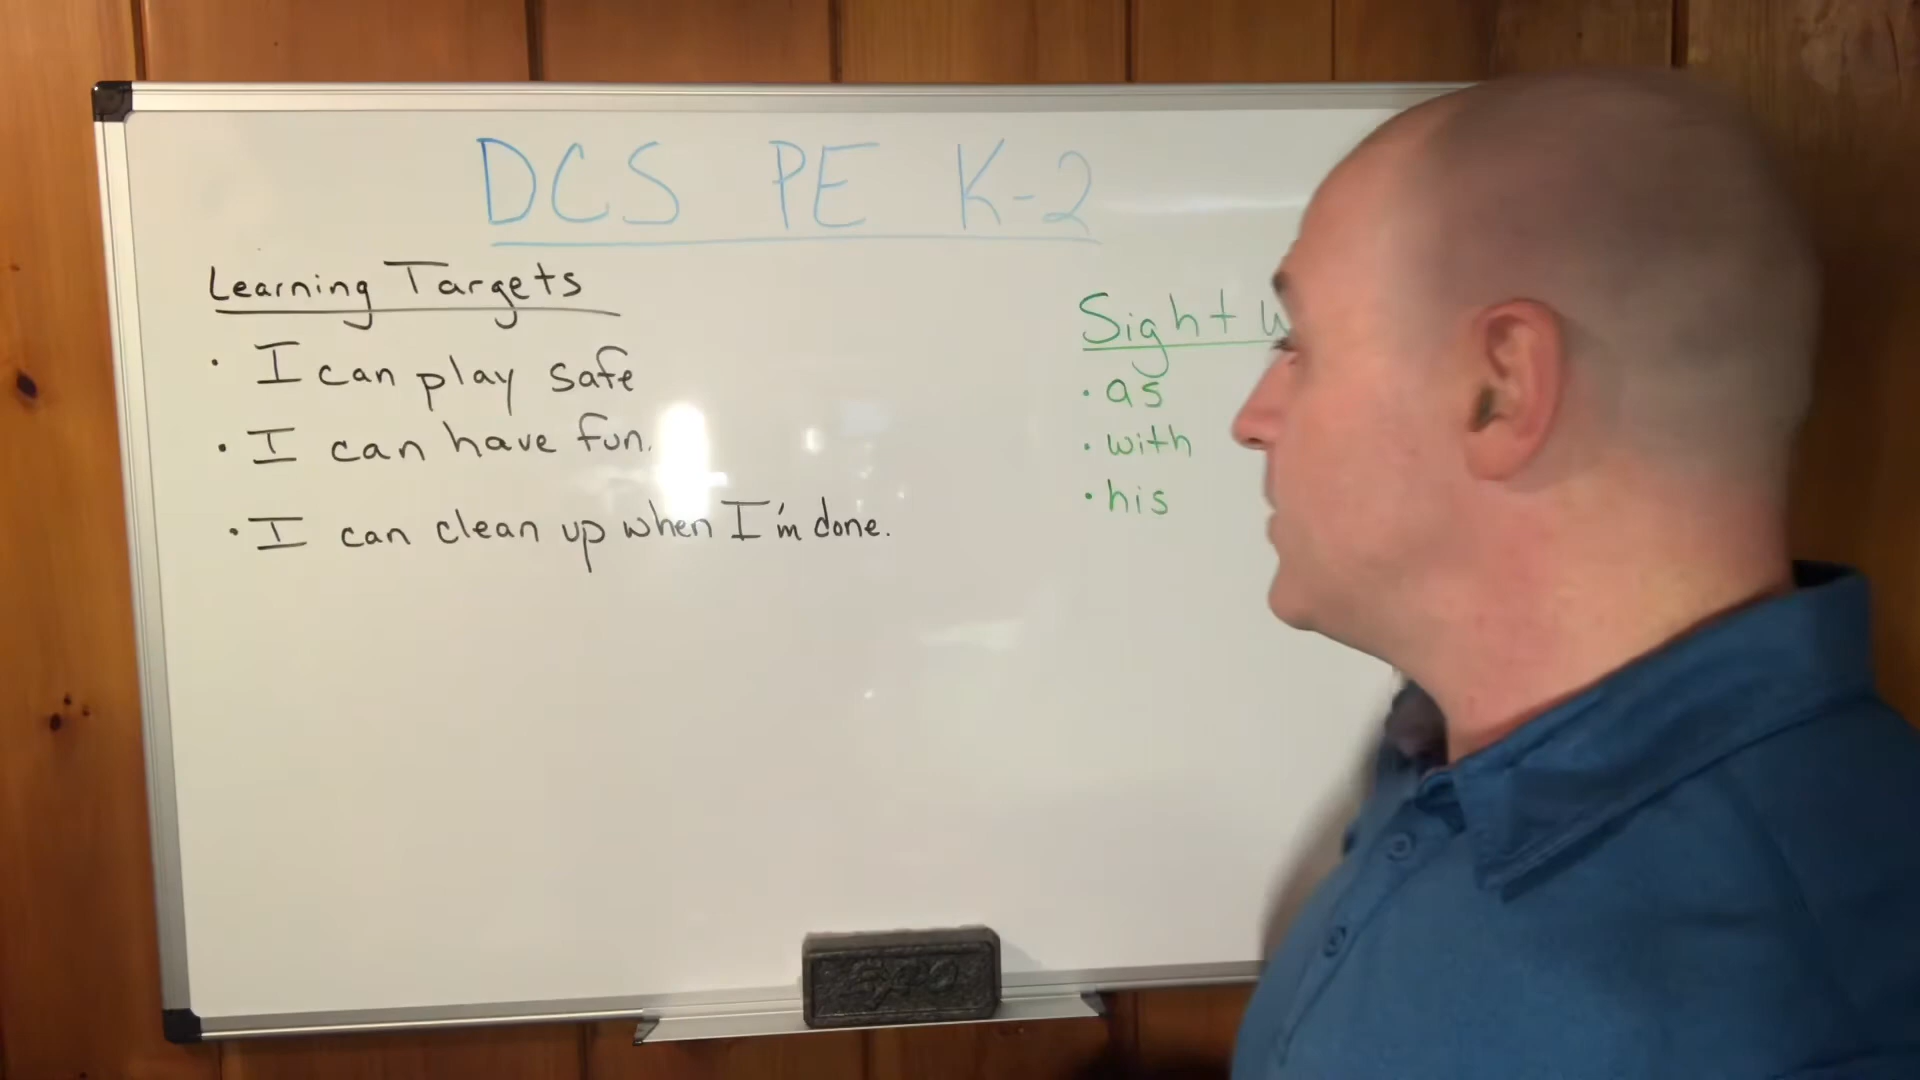 DCS PE K-2
Learning Targets
• I can play safe
• I can have fun.
• I can clean up when I'm done.
Sight
• as
• with
• his
EXPO